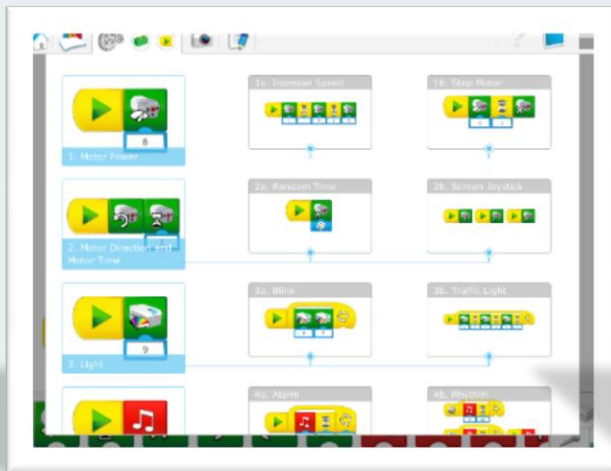 1a. Increase Speed
1b. Stop Motor
8
1. Motor Power
2a. Random Time
2b. Screen Joystick
2. Motor Direction and
Motor Time
3a. Blink
3b. Traffic Light
9
3. Light
4a. Alarm
4b. Rhythm